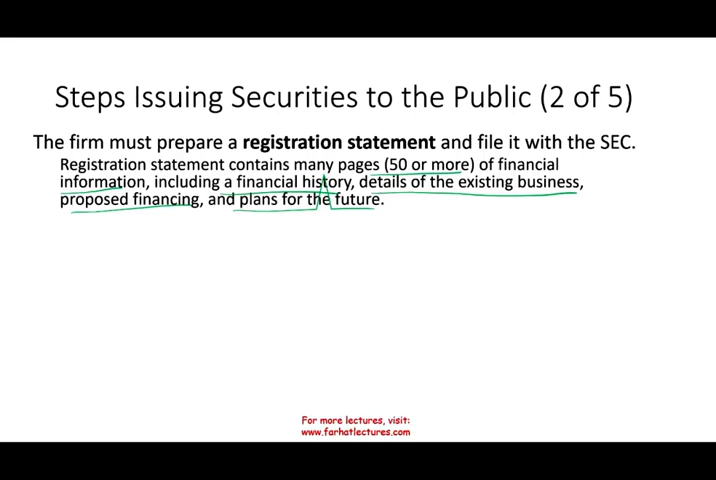 Steps Issuing Securities to the Public (2 of 5)
The firm must prepare a registration statement and file it with the SEC.
Registration statement contains many pages (50 or more) of financial
information, including a financial history, details of the existing business,
proposed financing, and plans for the future.
For more lectures, visit:
www.farhatlectures.com